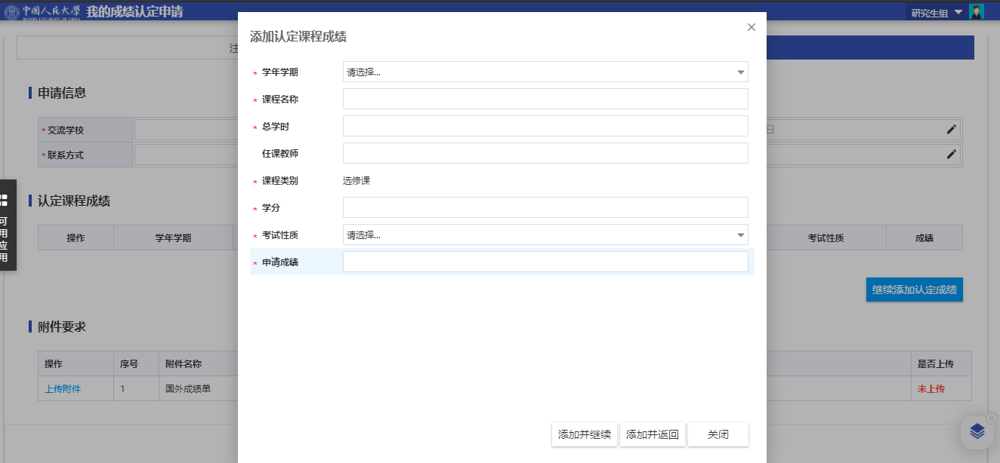 中国人民大学 我的成绩认定申请
RENMIN UNIVERSITY OF CHINA
研究生组
注
申请信息
* 交流学校
日
* 联系方式
可用应用
认定课程成绩
操作 学年学期 考试性质 成绩
继续添加认定成绩
附件要求
操作 序号 附件名称 是否上传
上传附件 1 国外成绩单 未上传
添加认定课程成绩
* 学年学期 请选择...
* 课程名称
* 总学时
任课教师
* 课程类别 选修课
* 学分
* 考试性质 请选择...
* 申请成绩
添加并继续 添加并返回 关闭